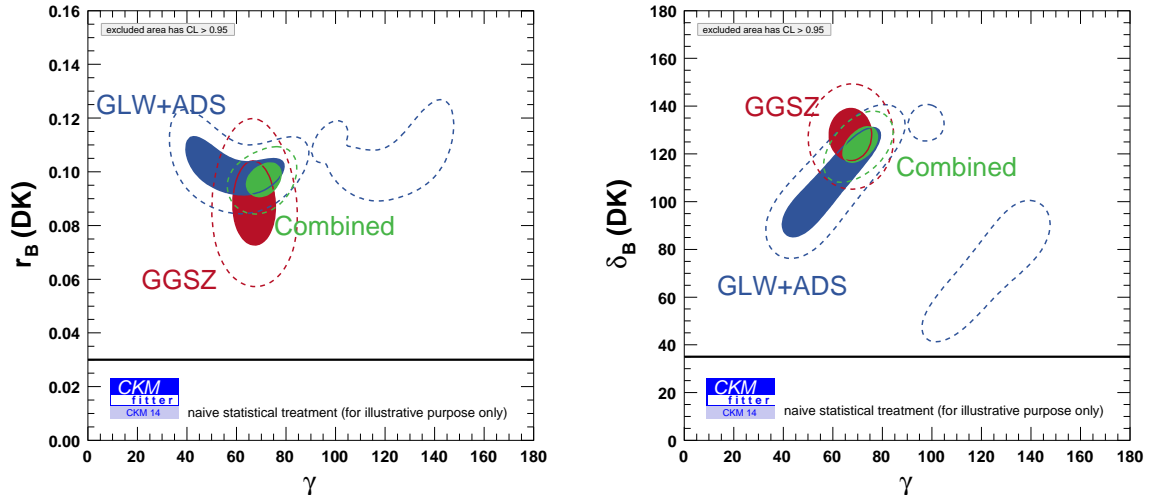 excluded area has CL > 0.95
GLW+ADS
GGSZ
Combined
CKM
fitter
CKM 14
naive statistical treatment (for illustrative purpose only)
0.16
0.14
0.12
0.10
0.08
0.06
0.04
0.02
0.00
r_B (DK)
0 20 40 60 80 100 120 140 160 180
γ
excluded area has CL > 0.95
GGSZ
Combined
GLW+ADS
CKM
fitter
CKM 14
naive statistical treatment (for illustrative purpose only)
180
160
140
120
100
80
60
40
20
0
δ_B (DK)
0 20 40 60 80 100 120 140 160 180
γ